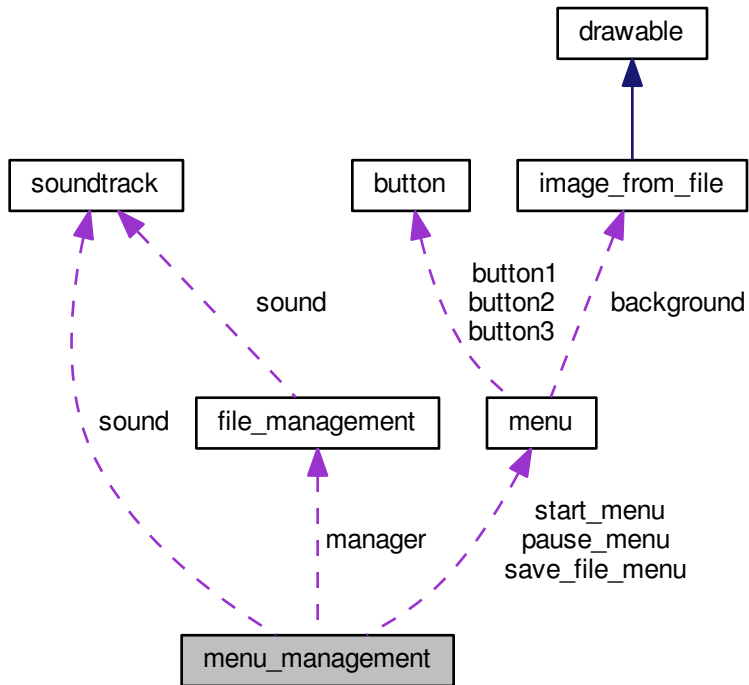 drawable
soundtrack
button
image_from_file
button1
button2
button3
sound
background
sound
file_management
menu
start_menu
pause_menu
save_file_menu
manager
menu_management